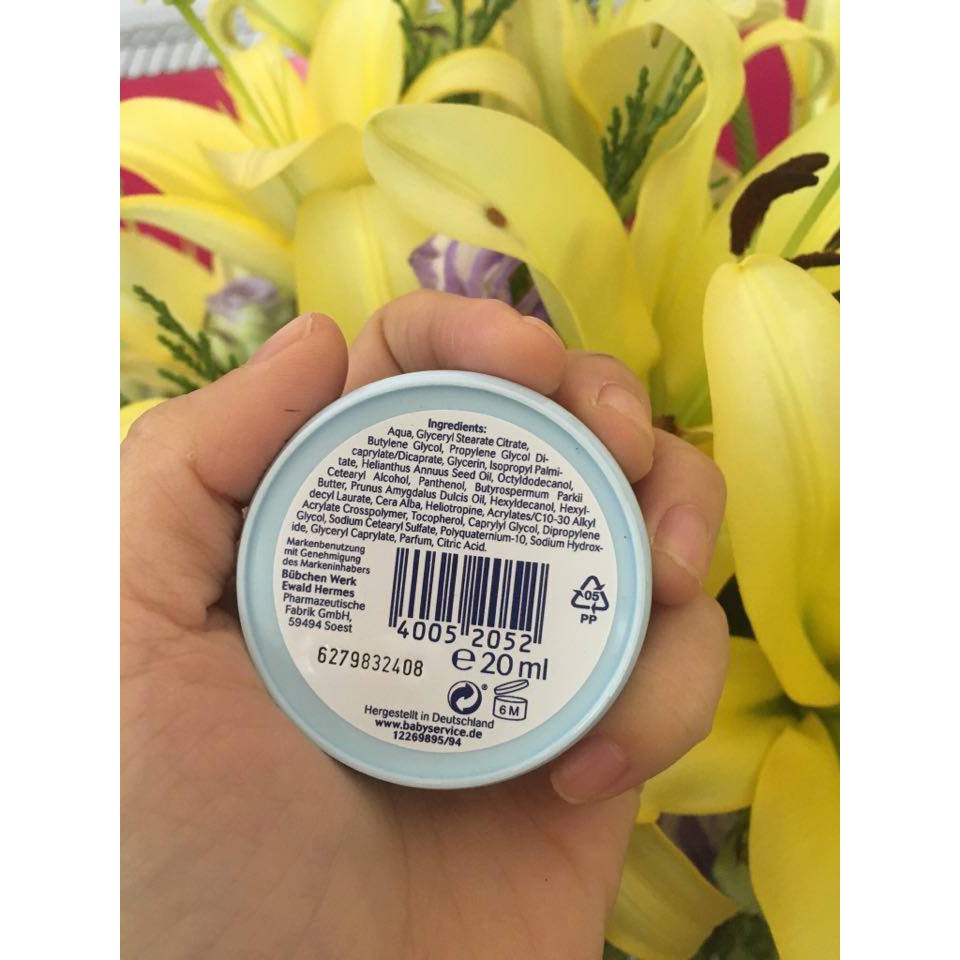 Ingredients:
Aqua, Glyceryl Stearate Citrate,
Butylene Glycol, Propylene Glycol Di-
caprylate/Dicaprate, Glycerin, Isopropyl Palmi-
tate, Helianthus Annuus Seed Oil, Octyldodecanol,
Cetearyl Alcohol, Panthenol, Butyrospermum Parkii
Butter, Prunus Amygdalus Dulcis Oil, Hexyldecanol, Hexyl-
decyl Laurate, Cera Alba, Heliotropine, Acrylates/C10-30 Alkyl
Acrylate Crosspolymer, Tocopherol, Caprylyl Glycol, Dipropylene
Glycol, Sodium Cetearyl Sulfate, Polyquaternium-10, Sodium Hydrox-
ide, Glyceryl Caprylate, Parfum, Citric Acid.
Markenbenutzung
mit Genehmigung
des Markeninhabers
Bübchen Werk
Ewald Hermes
Pharmazeutische
Fabrik GmbH,
59494 Soest
4005 2052
05
PP
6279832408
e 20 ml
®
6 M
Hergestellt in Deutschland
www.babyservice.de
12269895/94